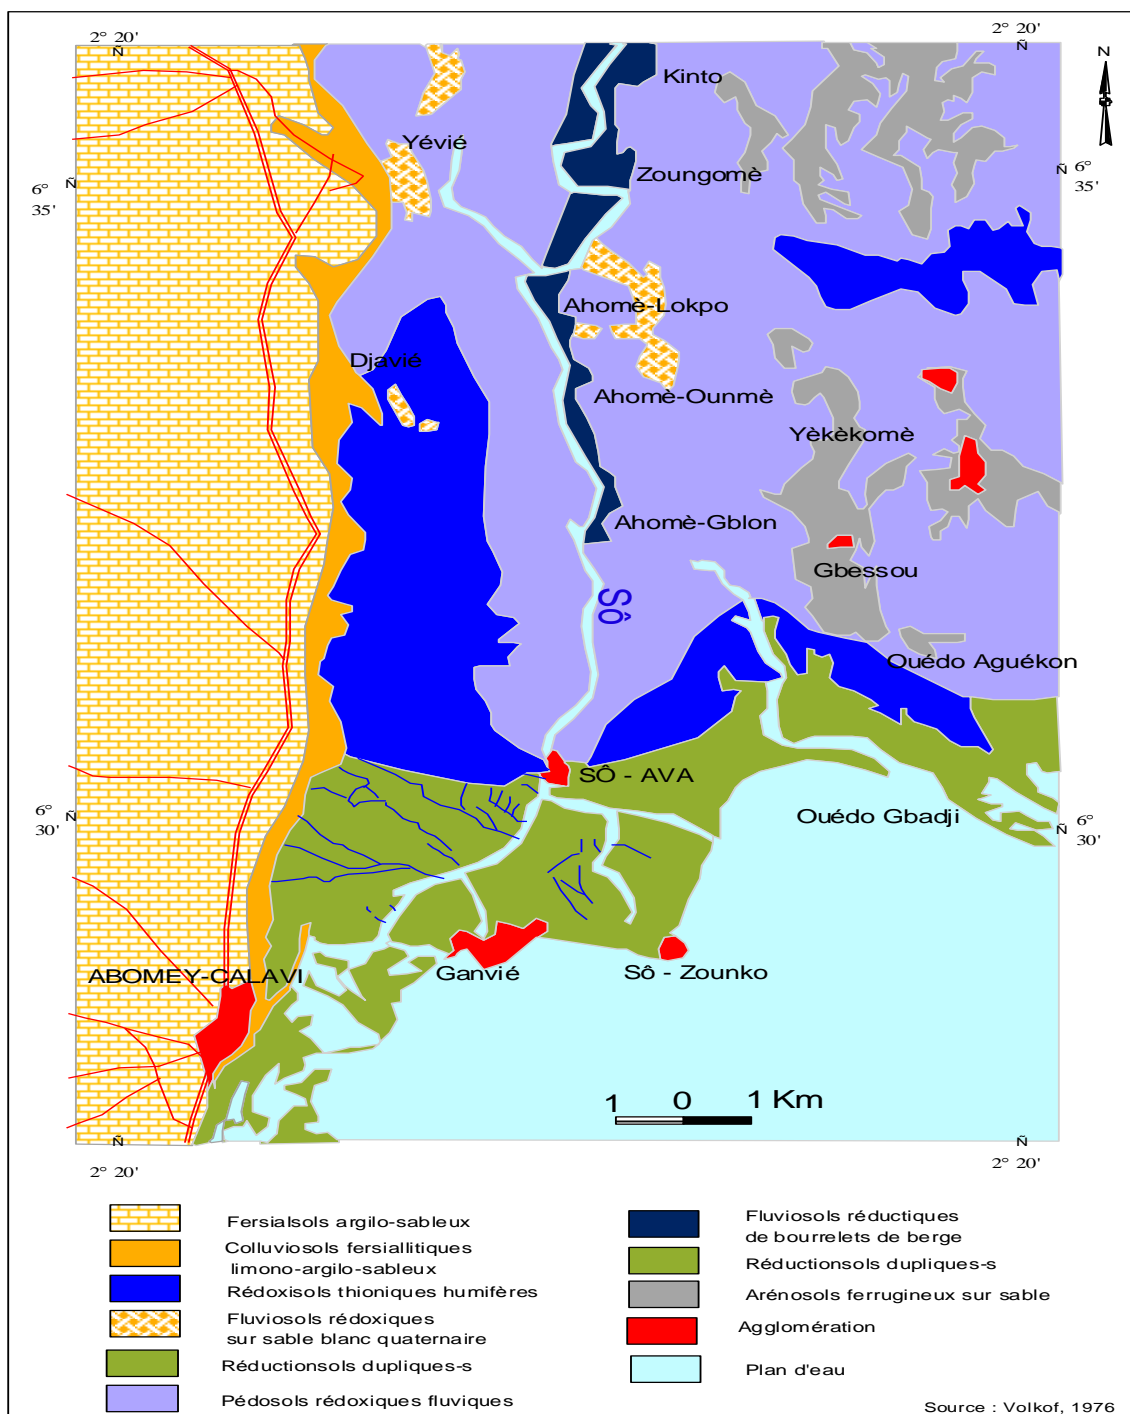 2° 20'
2° 20'
Ñ
Ñ
N
Kinto
Yévié
Zoungomè
6°
35'
Ñ
Ñ
6°
35'
Ahomè-Lokpo
Djavié
Ahomè-Ounmè
Yèkèkomè
Ahomè-Gblon
Gbessou
Sô
Ouédo Aguékon
SÔ - AVA
6°
30'
Ñ
Ouédo Gbadji
Ñ
6°
30'
ABOMEY-CALAVI
Ganvié
Sô - Zounko
1 0 1 Km
Ñ
Ñ
2° 20'
2° 20'
Fersialsols argilo-sableux
Colluviosols fersiallitiques
limono-argilo-sableux
Rédoxisols thioniques humifères
Fluviosols rédoxiques
sur sable blanc quaternaire
Réductionsols dupliques-s
Pédosols rédoxiques fluviques
Fluviosols réductiques
de bourrelets de berge
Réductionsols dupliques-s
Arénosols ferrugineux sur sable
Agglomération
Plan d'eau
Source : Volkof, 1976